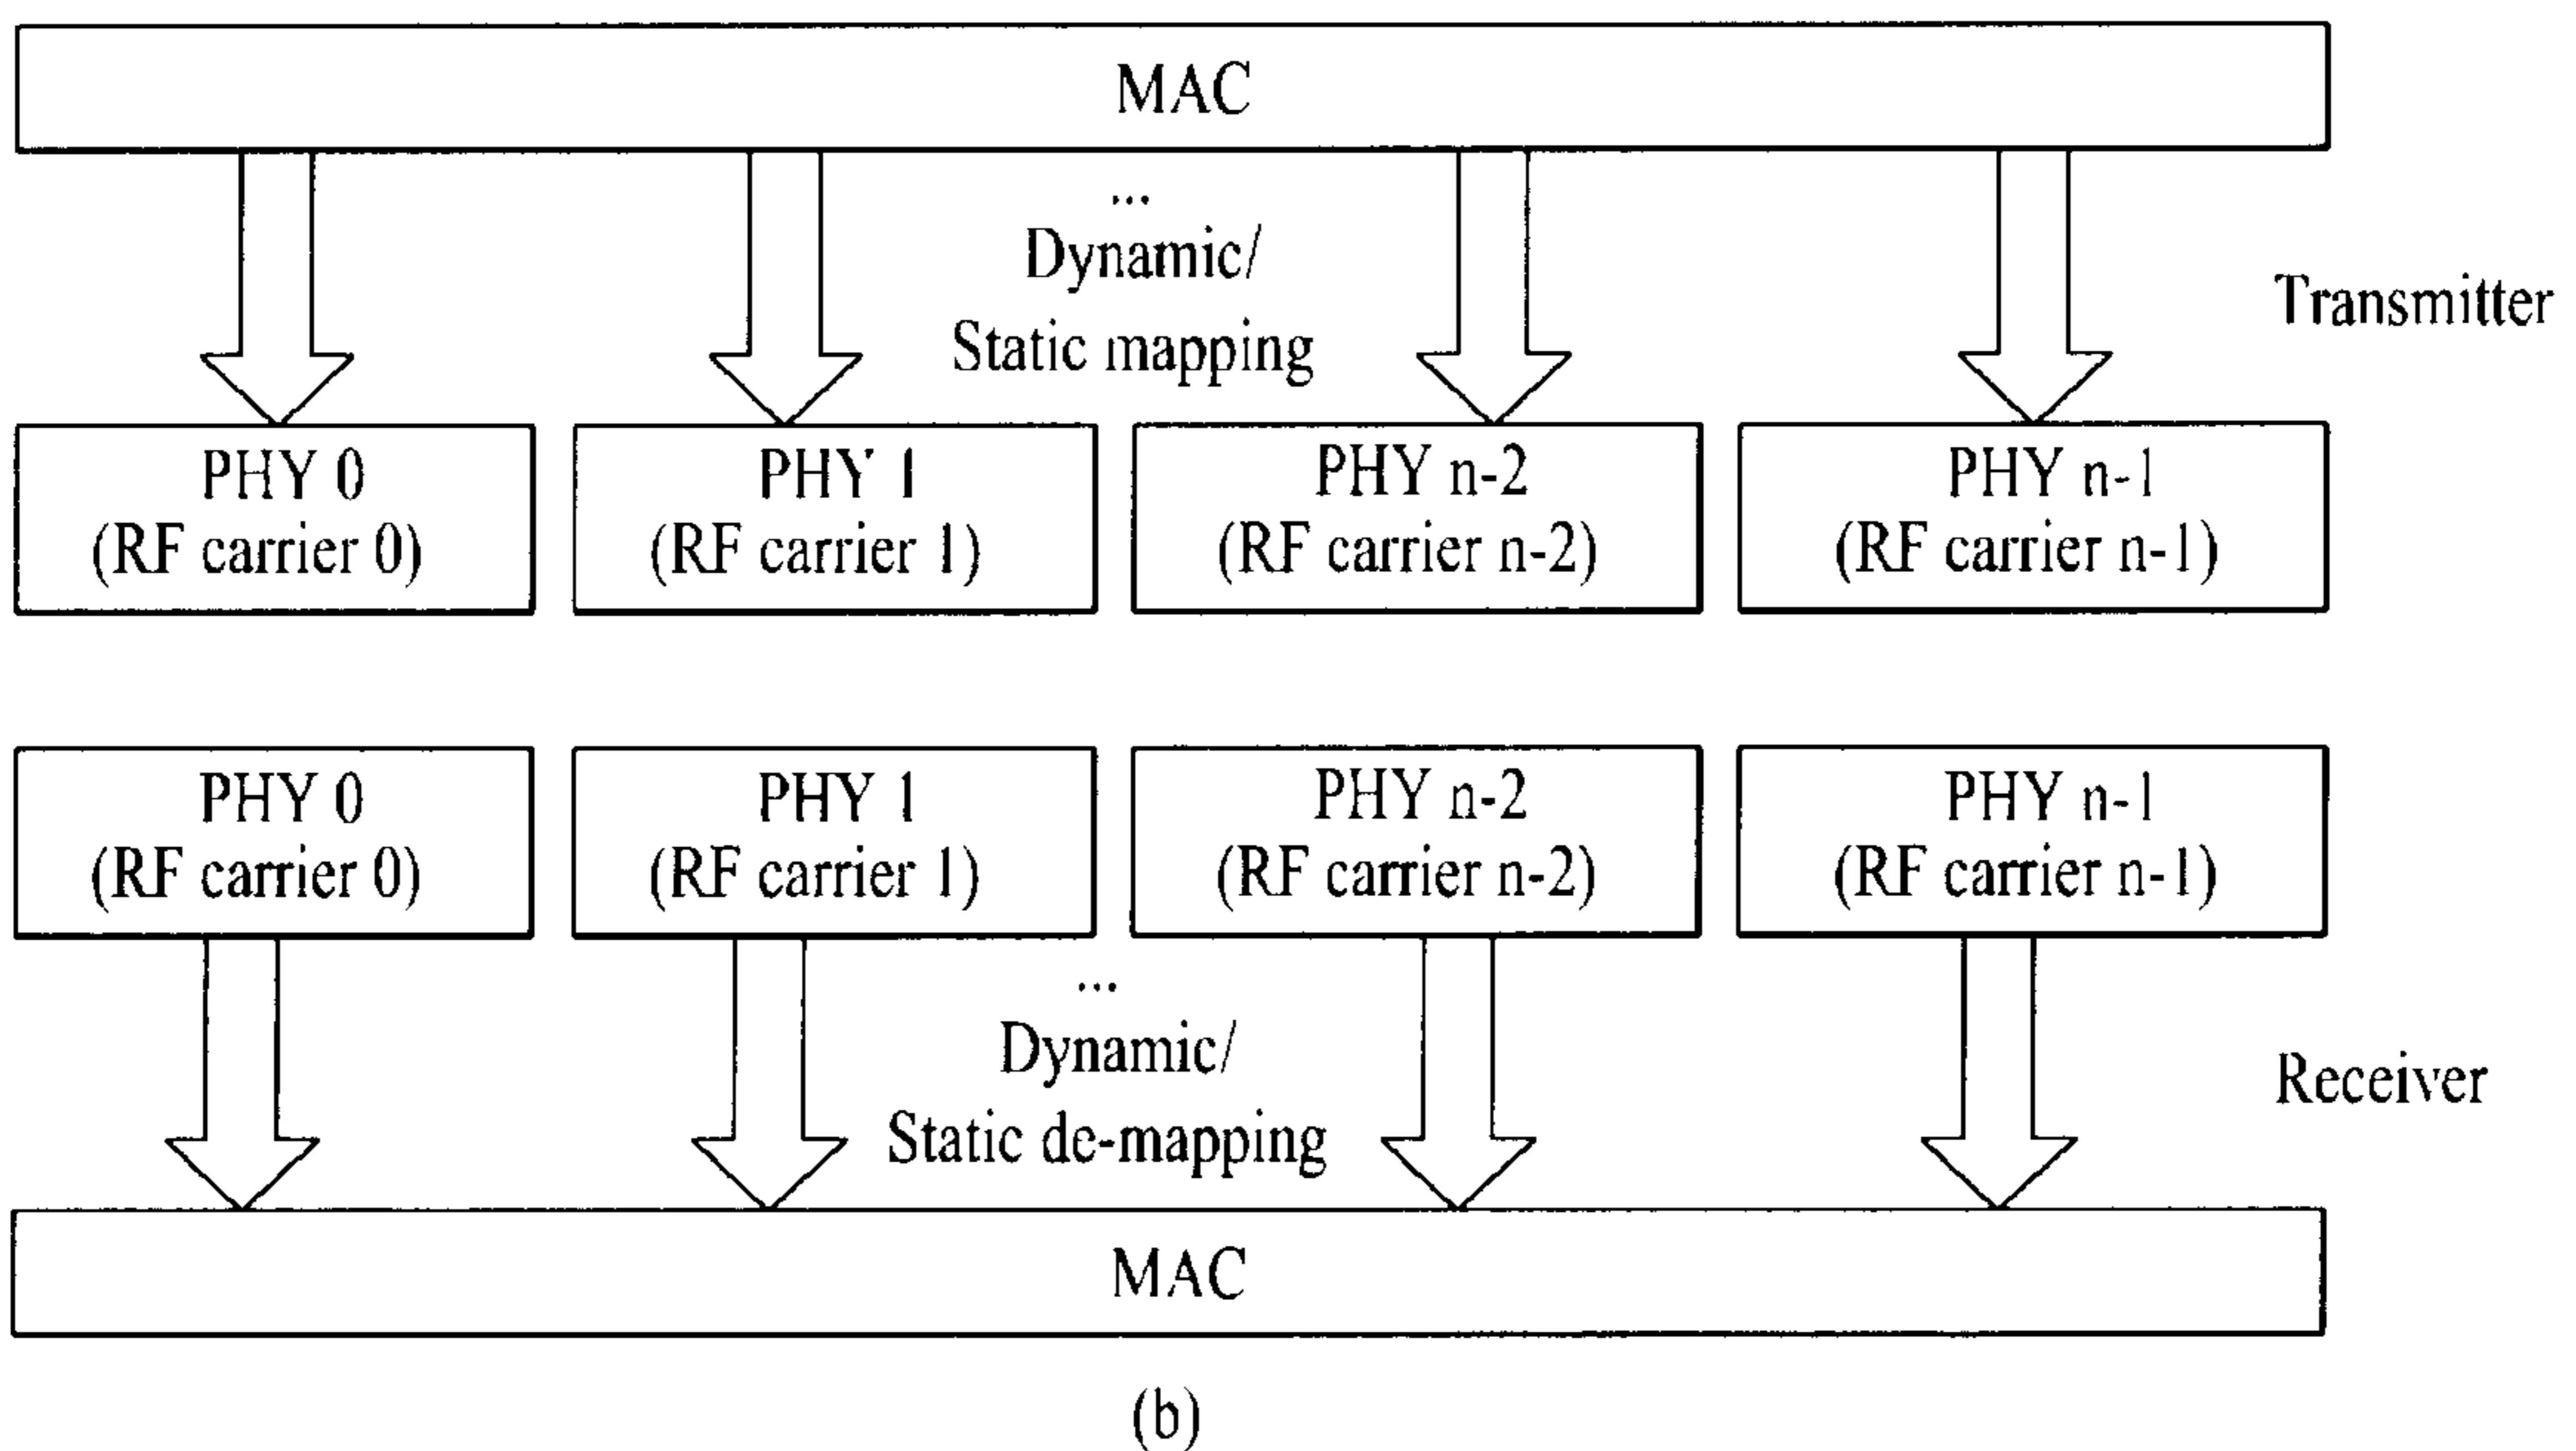 MAC
...
Dynamic/
Static mapping
Transmitter
PHY 0
(RF carrier 0)
PHY 1
(RF carrier 1)
PHY n-2
(RF carrier n-2)
PHY n-1
(RF carrier n-1)
PHY 0
(RF carrier 0)
PHY 1
(RF carrier 1)
PHY n-2
(RF carrier n-2)
PHY n-1
(RF carrier n-1)
...
Dynamic/
Static de-mapping
Receiver
MAC
(b)